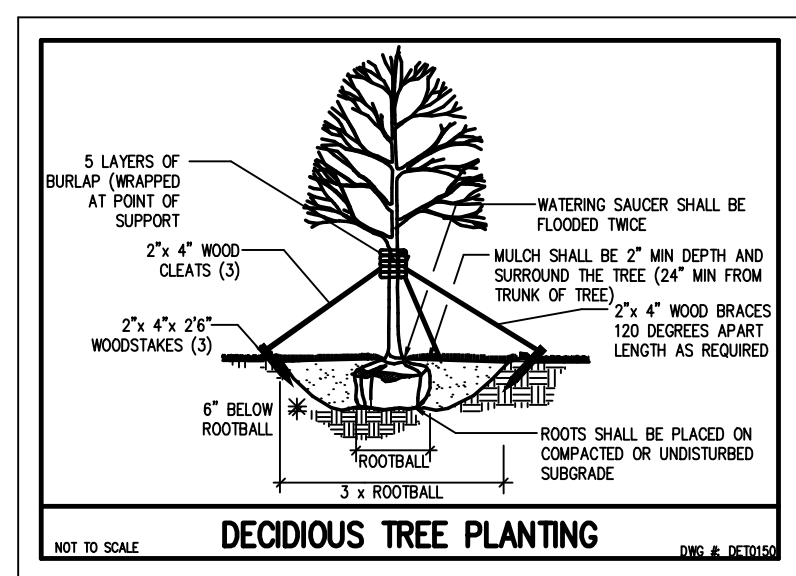 5 LAYERS OF
BURLAP (WRAPPED
AT POINT OF
SUPPORT
2"x 4" WOOD
CLEATS (3)
2"x 4"x 2'6"
WOODSTAKES (3)
6" BELOW
ROOTBALL
WATERING SAUCER SHALL BE
FLOODED TWICE
MULCH SHALL BE 2" MIN DEPTH AND
SURROUND THE TREE (24" MIN FROM
TRUNK OF TREE)
2"x 4" WOOD BRACES
120 DEGREES APART
LENGTH AS REQUIRED
ROOTS SHALL BE PLACED ON
COMPACTED OR UNDISTURBED
SUBGRADE
ROOTBALL
3 x ROOTBALL
NOT TO SCALE
DECIDIOUS TREE PLANTING
DWG #: DET0150